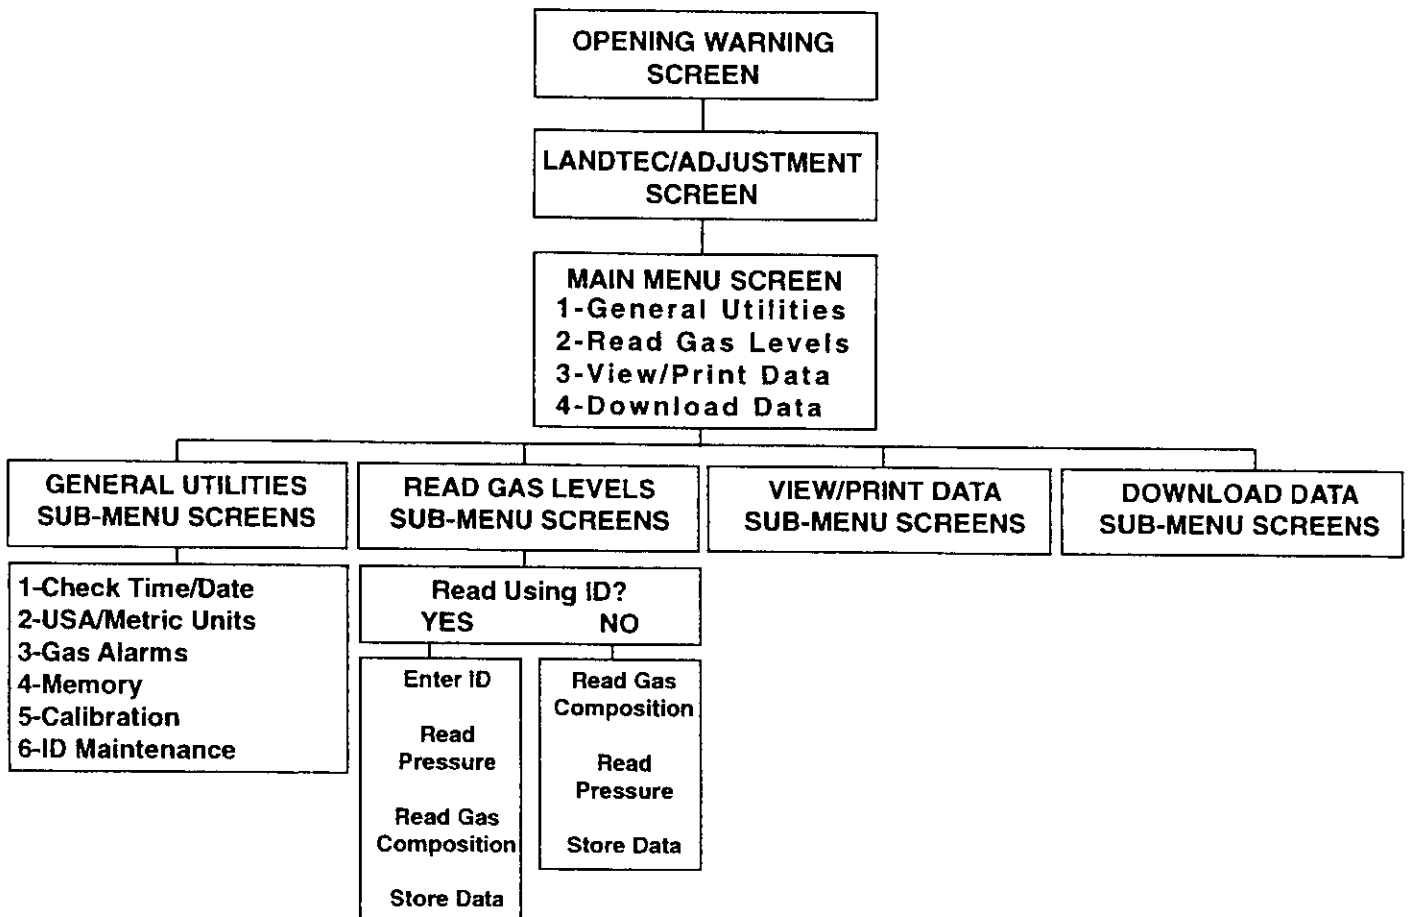 OPENING WARNING
SCREEN
LANDTEC/ADJUSTMENT
SCREEN
MAIN MENU SCREEN
1-General Utilities
2-Read Gas Levels
3-View/Print Data
4-Download Data
GENERAL UTILITIES
SUB-MENU SCREENS
READ GAS LEVELS
SUB-MENU SCREENS
VIEW/PRINT DATA
SUB-MENU SCREENS
DOWNLOAD DATA
SUB-MENU SCREENS
1-Check Time/Date
2-USA/Metric Units
3-Gas Alarms
4-Memory
5-Calibration
6-ID Maintenance
Read Using ID?
YES NO
Enter ID
Read
Pressure
Read Gas
Composition
Store Data
Read Gas
Composition
Read
Pressure
Store Data